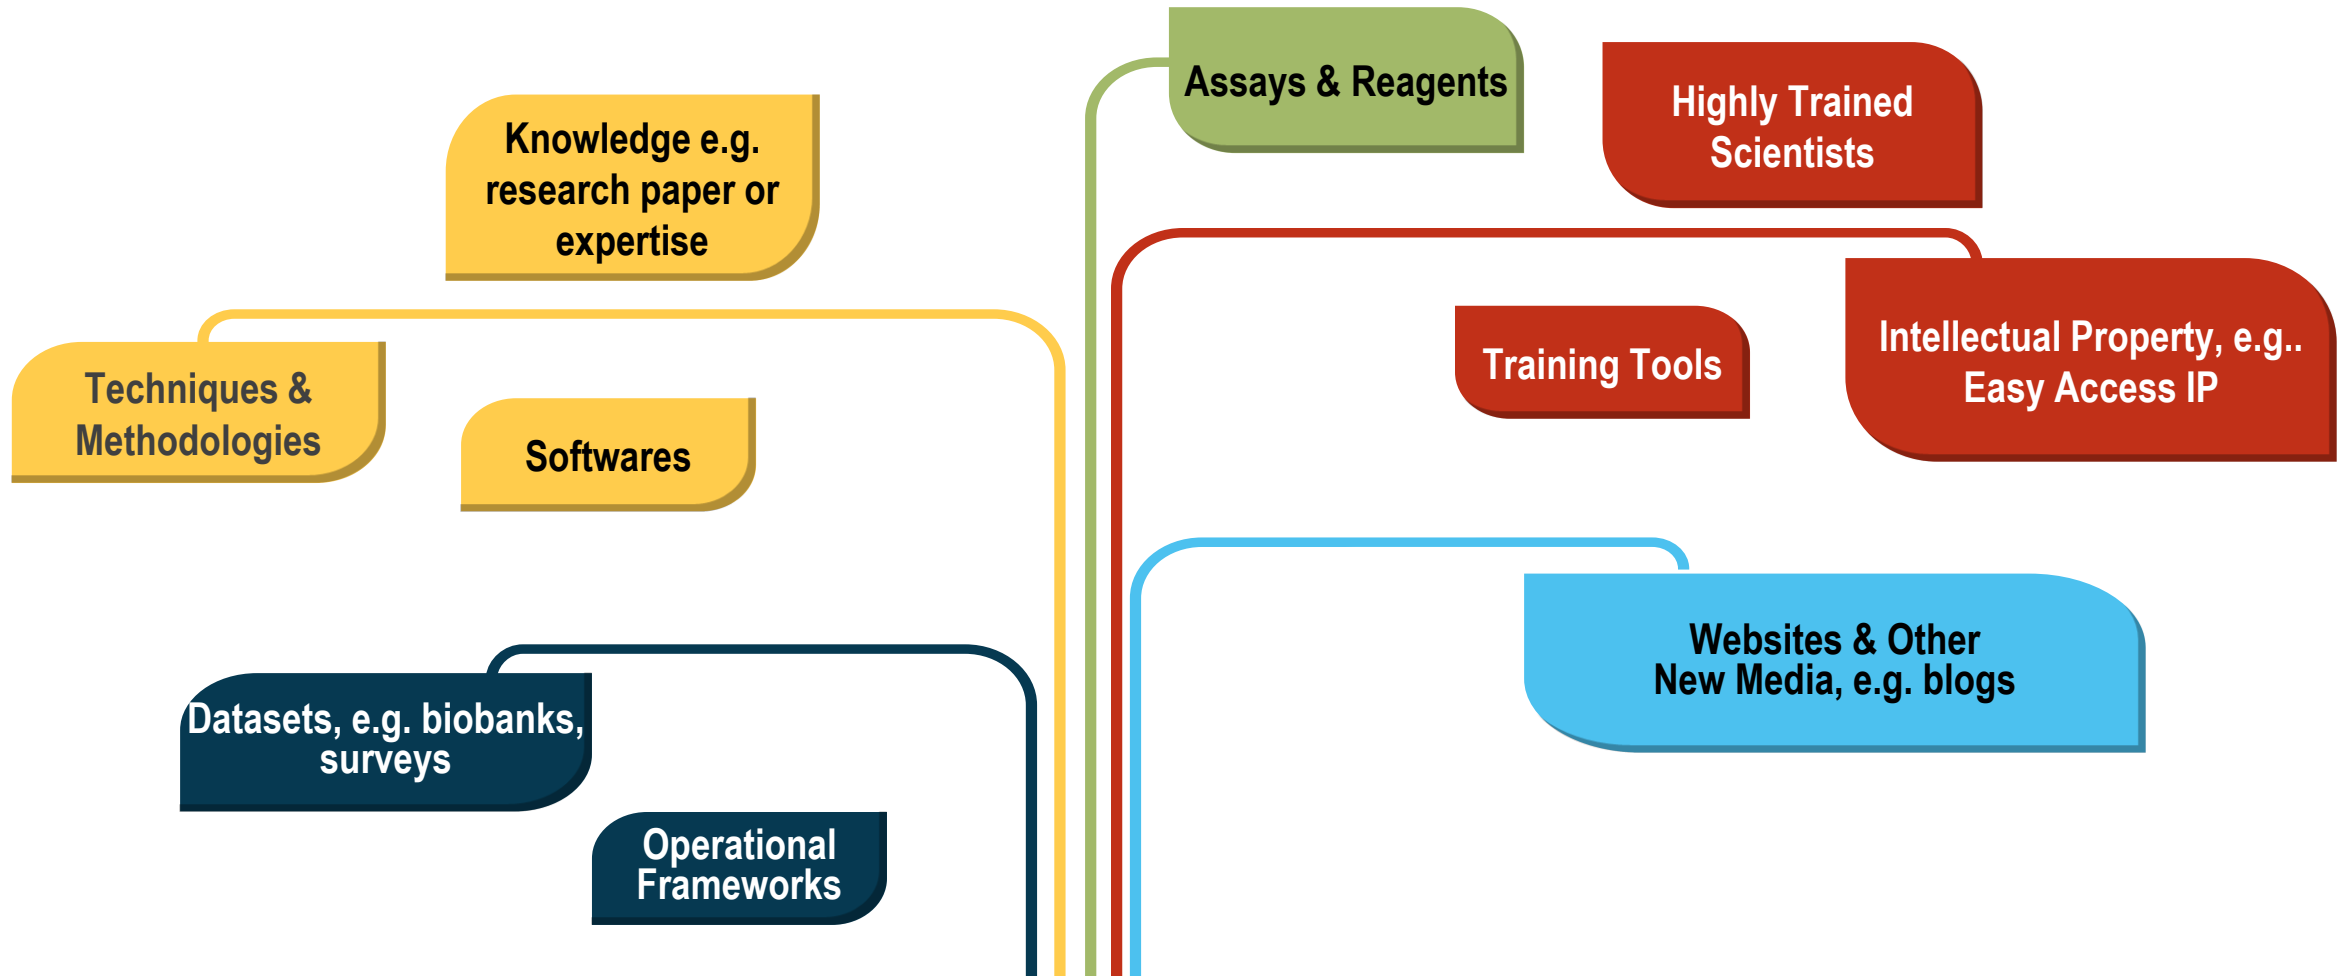 Assays & Reagents
Highly Trained
Scientists
Knowledge e.g.
research paper or
expertise
Techniques &
Methodologies
Softwares
Training Tools
Intellectual Property, e.g..
Easy Access IP
Websites & Other
New Media, e.g. blogs
Datasets, e.g. biobanks,
surveys
Operational
Frameworks